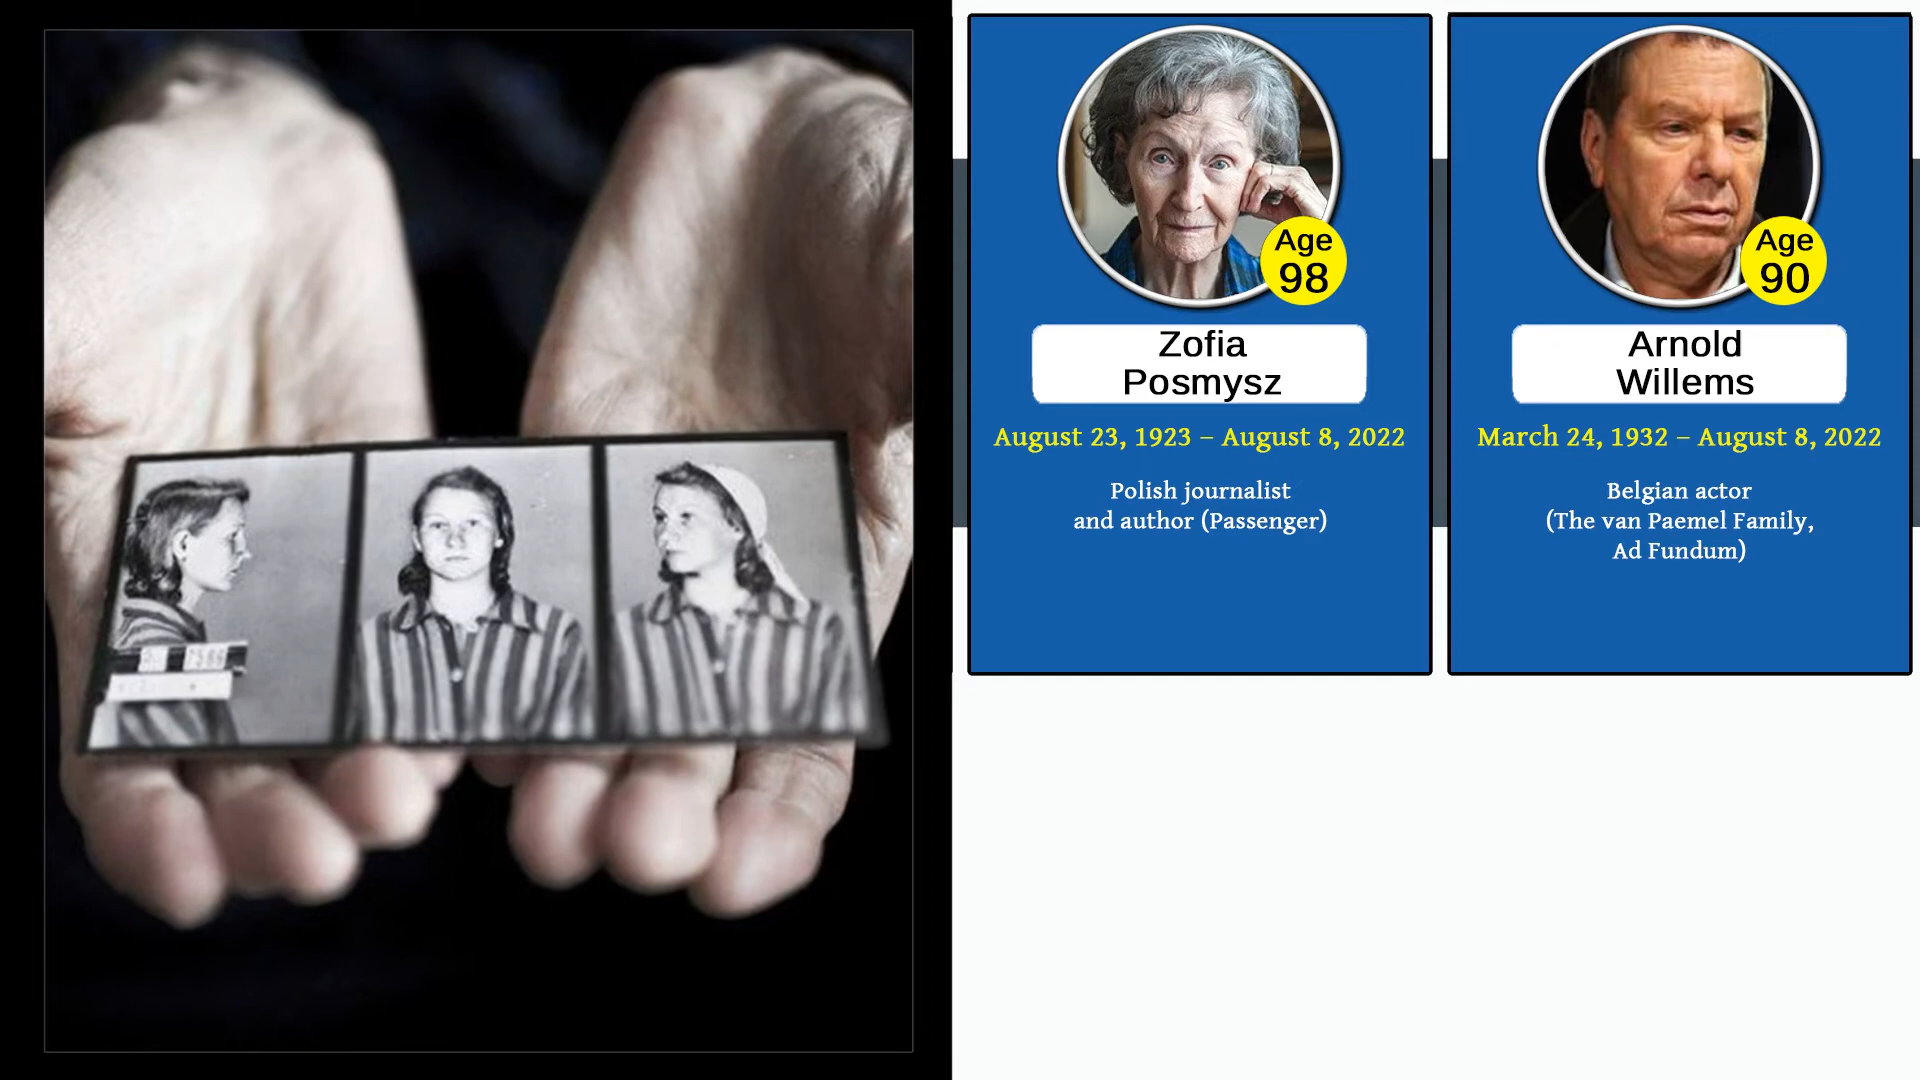 Age
98
Zofia
Posmysz
August 23, 1923 – August 8, 2022
Polish journalist
and author (Passenger)
Age
90
Arnold
Willems
March 24, 1932 – August 8, 2022
Belgian actor
(The van Paemel Family,
Ad Fundum)